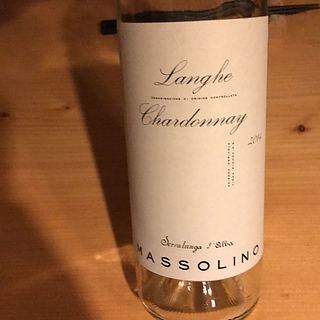 Langhe
DENOMINAZIONE DI ORIGINE CONTROLLATA
Chardonnay
2014
Serralunga d'Alba
MASSOLINO